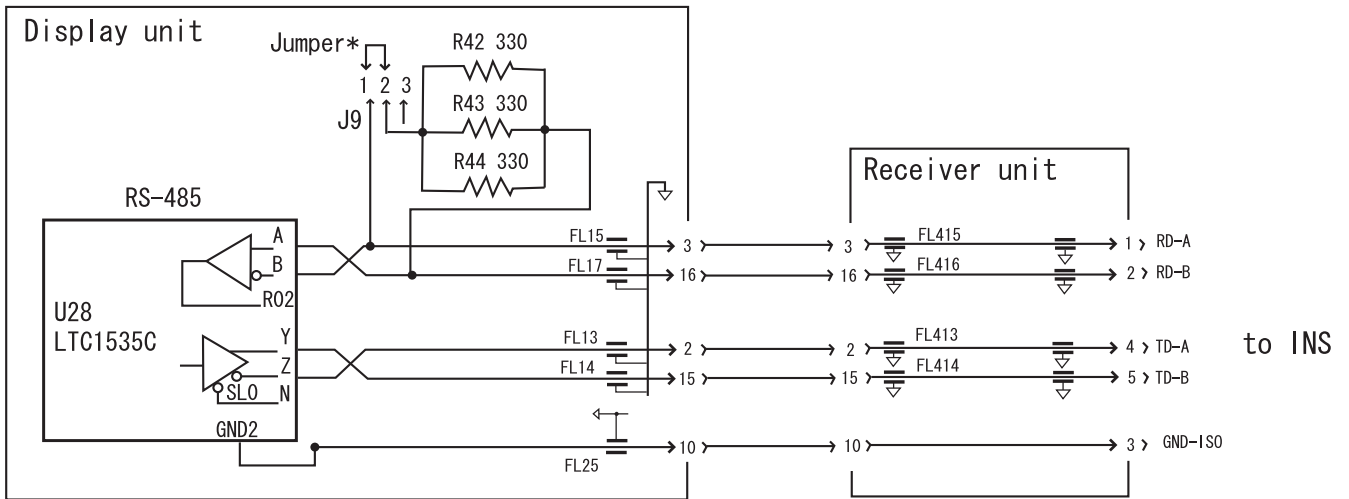 Display unit
Jumper*
R42 330
1 2 3
R43 330
J9
R44 330
Receiver unit
RS-485
A
FL15
3
3
FL415
1
RD-A
B
FL17
16
16
FL416
2
RD-B
RO2
U28
LTC1535C
Y
FL13
2
2
FL413
4
TD-A
to INS
Z
FL14
15
15
FL414
5
TD-B
SLO
N
GND2
10
10
3
GND-ISO
FL25